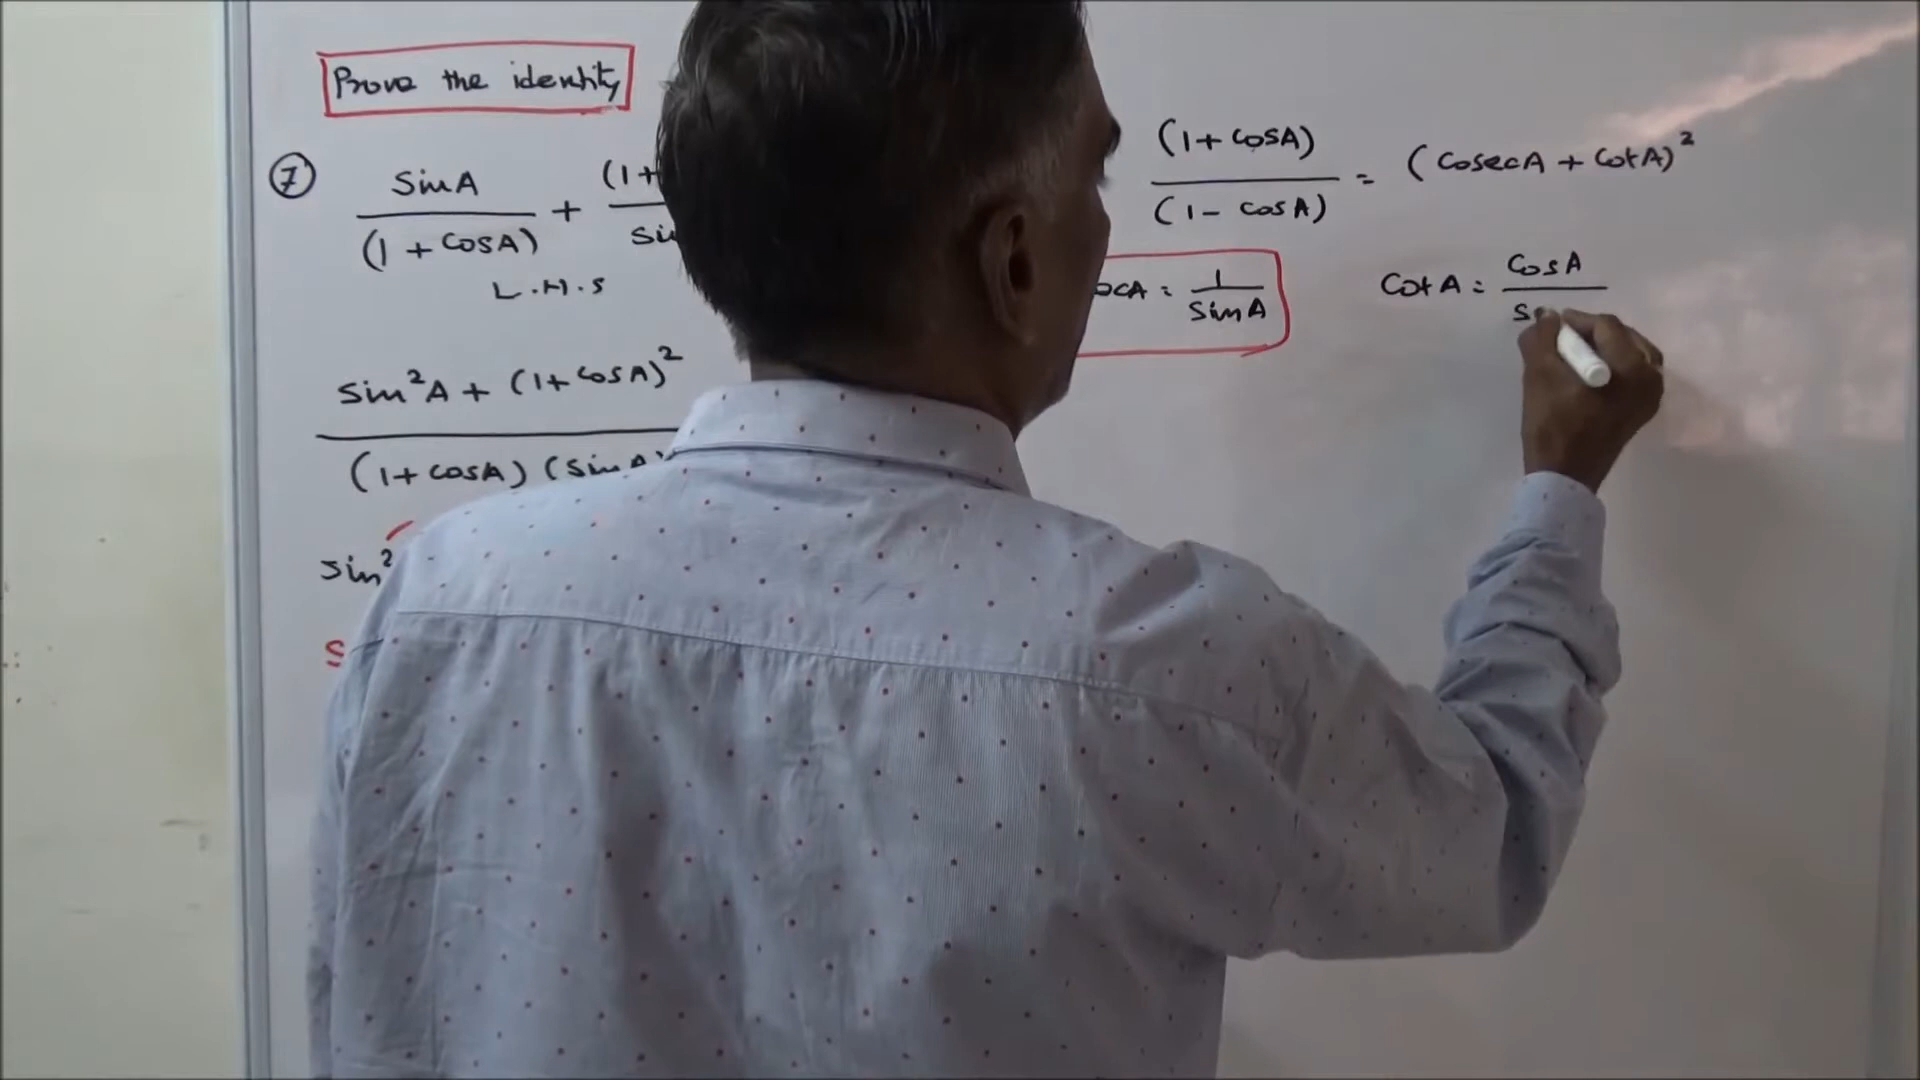 Prove the identity
7
SinA / (1 + CosA) + (1+
L.H.S
Sin²A + (1+CosA)²
(1+CosA) (Sin A)
Sin²
S
(1+CosA) / (1 - CosA) = (CosecA + CotA)²
ecA = 1 / SinA
CotA = CosA / S